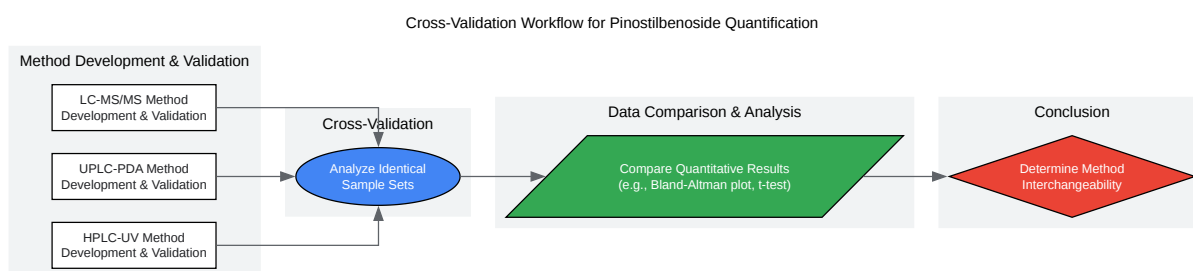 Cross-Validation Workflow for Pinostilbenoside Quantification
Method Development & Validation
LC-MS/MS Method
Development & Validation
UPLC-PDA Method
Development & Validation
HPLC-UV Method
Development & Validation
Cross-Validation
Analyze Identical
Sample Sets
Data Comparison & Analysis
Compare Quantitative Results
(e.g., Bland-Altman plot, t-test)
Conclusion
Determine Method
Interchangeability